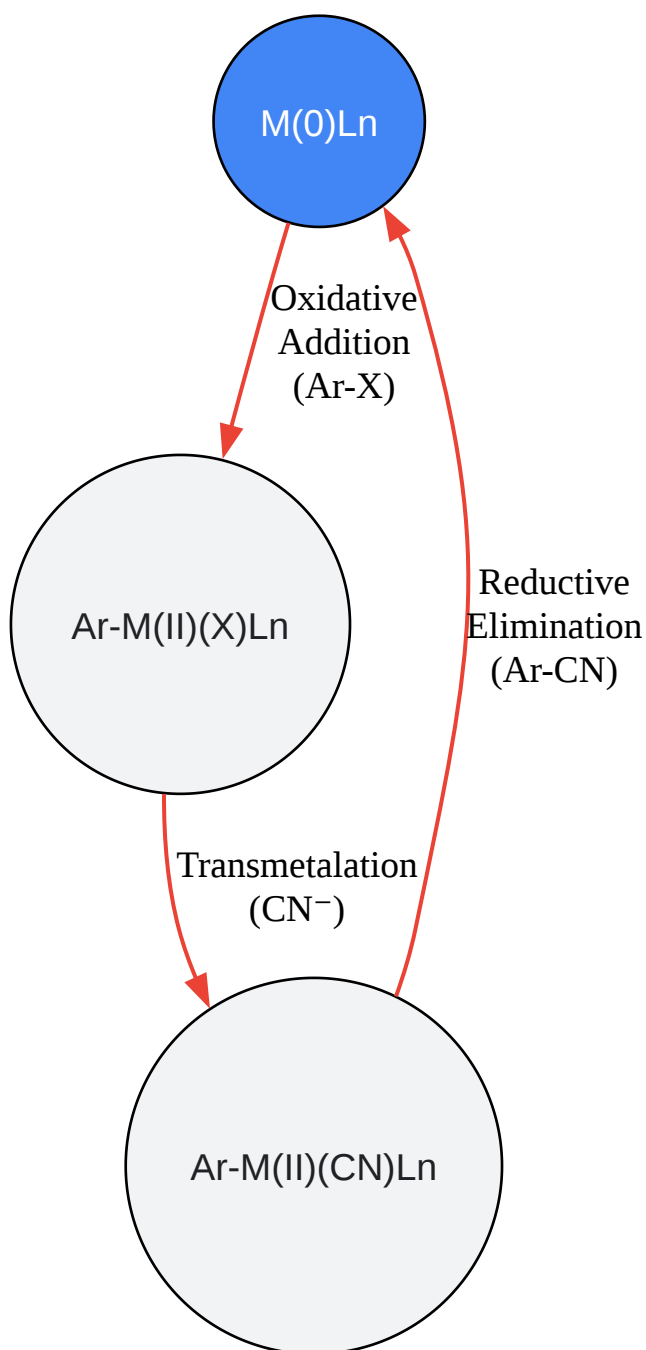 M(0)Ln
Oxidative
Addition
(Ar-X)
Ar-M(II)(X)Ln
Reductive
Elimination
(Ar-CN)
Transmetalation
(CN⁻)
Ar-M(II)(CN)Ln